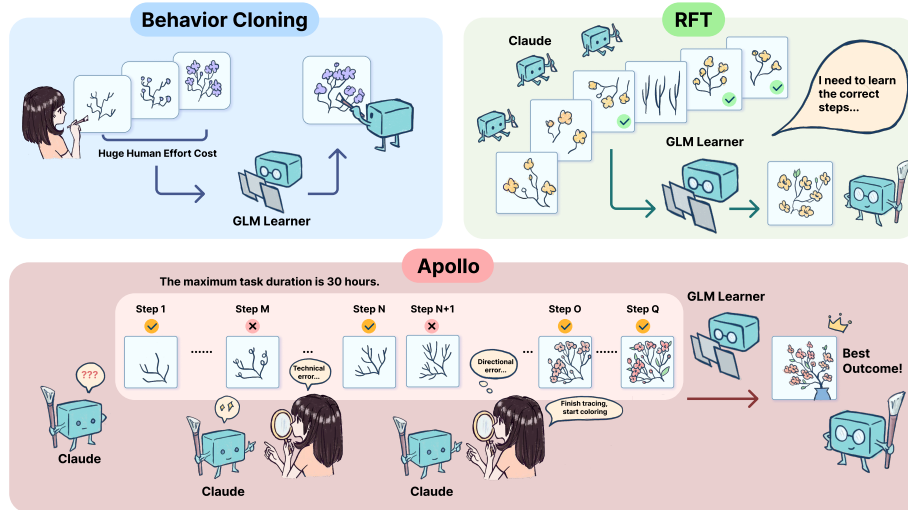 Behavior Cloning
Huge Human Effort Cost
GLM Learner
RFT
Claude
I need to learn
the correct
steps...
GLM Learner
Apollo
The maximum task duration is 30 hours.
Step 1
Step M
Step N
Step N+1
Step O
Step Q
......
...
...
......
Technical
error...
Directional
error...
Finish tracing,
start coloring
???
Claude
Claude
Claude
GLM Learner
Best
Outcome!